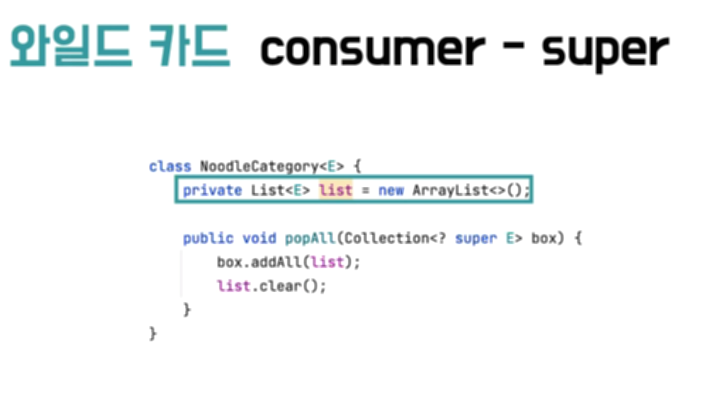 와일드 카드 consumer - super
class NoodleCategory<E> {
private List<E> list = new ArrayList<>();
public void popAll(Collection<? super E> box) {
box.addAll(list);
list.clear();
}
}